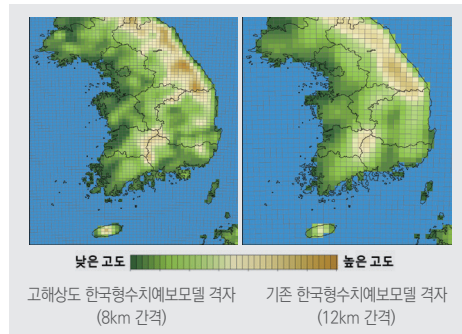 낮은 고도 높은 고도
고해상도 한국형수치예보모델 격자
(8km 간격)
기존 한국형수치예보모델 격자
(12km 간격)